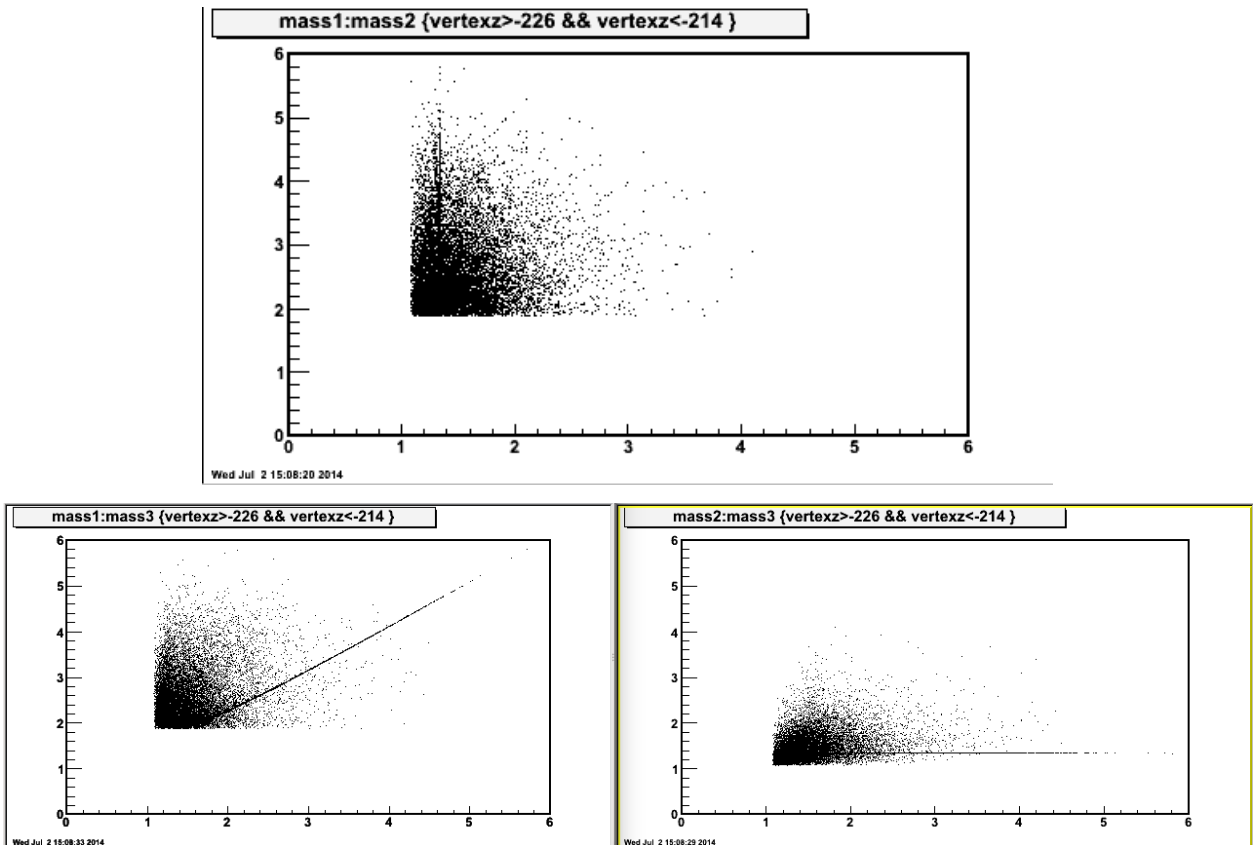 mass1:mass2 {vertexz>-226 && vertexz<-214 }
6
5
4
3
2
1
0
0 1 2 3 4 5 6
Wed Jul 2 15:08:20 2014
mass1:mass3 {vertexz>-226 && vertexz<-214 }
6
5
4
3
2
1
0
0 1 2 3 4 5 6
Wed Jul 2 15:08:33 2014
mass2:mass3 {vertexz>-226 && vertexz<-214 }
6
5
4
3
2
1
0
0 1 2 3 4 5 6
Wed Jul 2 15:08:29 2014